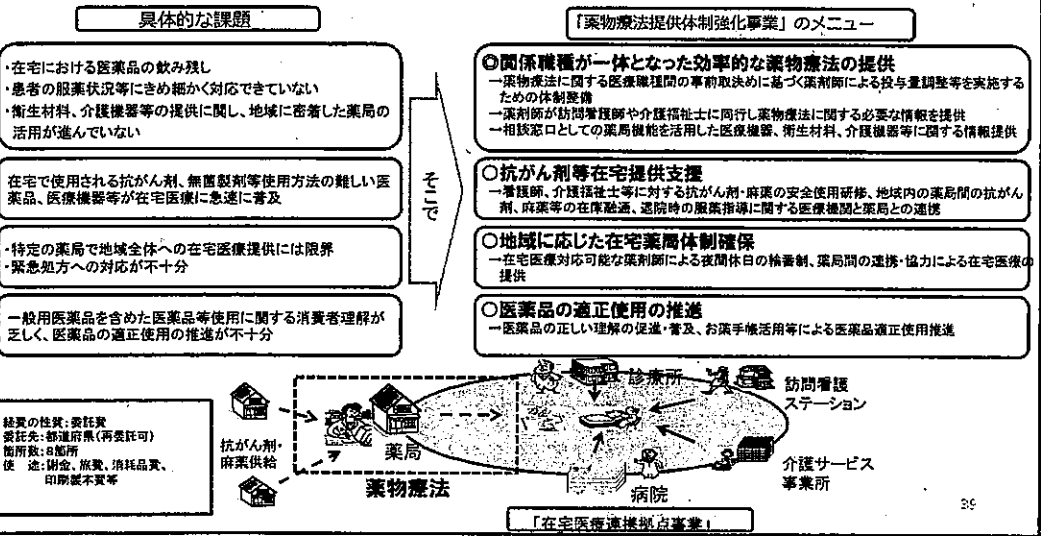 具体的な課題
・在宅における医薬品の飲み残し
・患者の服薬状況等にきめ細かく対応できていない
・衛生材料、介護機器等の提供に関し、地域に密着した薬局の
活用が進んでいない
在宅で使用される抗がん剤、無菌製剤等使用方法の難しい医
薬品、医療機器等が在宅医療に急速に普及
・特定の薬局で地域全体への在宅医療提供には限界
・緊急処方への対応が不十分
一般用医薬品を含めた医薬品等使用に関する消費者理解が
乏しく、医薬品の適正使用の推進が不十分
そこで
『薬物療法提供体制強化事業』のメニュー
◎関係職種が一体となった効率的な薬物療法の提供
→薬物療法に関する医療職種間の事前取決めに基づく薬剤師による投与量調整等を実施する
ための体制整備
→薬剤師が訪問看護師や介護福祉士に同行し薬物療法に関する必要な情報を提供
→相談窓口としての薬局機能を活用した医療機器、衛生材料、介護機器等に関する情報提供
○抗がん剤等在宅提供支援
→看護師、介護福祉士等に対する抗がん剤・麻薬の安全使用研修、地域内の薬局間の抗がん
剤、麻薬等の在庫融通、退院時の服薬指導に関する医療機関と薬局との連携
○地域に応じた在宅薬局体制確保
→在宅医療対応可能な薬剤師による夜間休日の輪番制、薬局間の連携・協力による在宅医療の
提供
○医薬品の適正使用の推進
→医薬品の正しい理解の促進・普及、お薬手帳活用等による医薬品適正使用推進
経費の性質：委託費
委託先：都道府県（再委託可）
箇所数：8箇所
使　途：謝金、旅費、消耗品費、
印刷製本費等
抗がん剤・
麻薬供給
薬局
薬物療法
診療所
訪問看護
ステーション
介護サービス
事業所
病院
「在宅医療連携拠点事業」
39